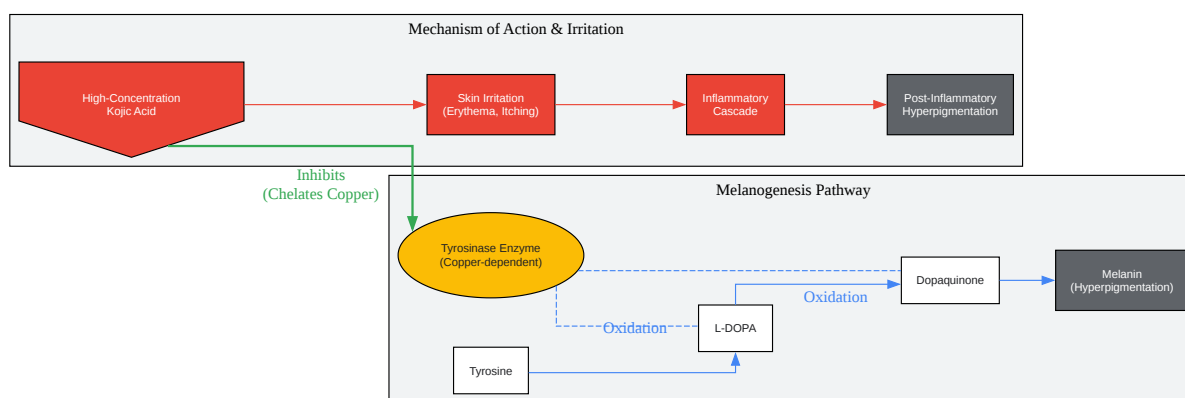 Mechanism of Action & Irritation
High-Concentration
Kojic Acid
Skin Irritation
(Erythema, Itching)
Inflammatory
Cascade
Post-Inflammatory
Hyperpigmentation
Inhibits
(Chelates Copper)
Melanogenesis Pathway
Tyrosinase Enzyme
(Copper-dependent)
Dopaquinone
Melanin
(Hyperpigmentation)
Oxidation
Oxidation
L-DOPA
Tyrosine